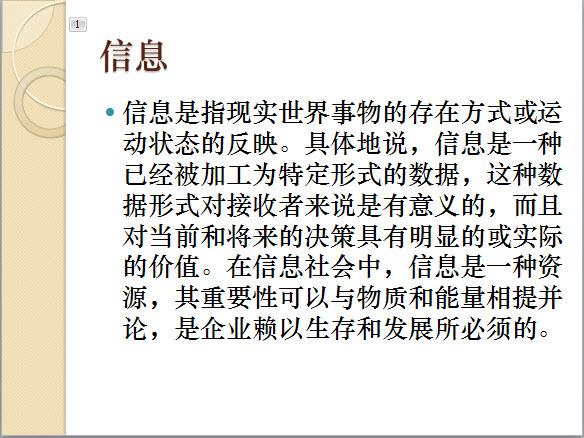 1
信息
信息是指现实世界事物的存在方式或运
动状态的反映。具体地说，信息是一种
已经被加工为特定形式的数据，这种数
据形式对接收者来说是有意义的，而且
对当前和将来的决策具有明显的或实际
的价值。在信息社会中，信息是一种资
源，其重要性可以与物质和能量相提并
论，是企业赖以生存和发展所必须的。